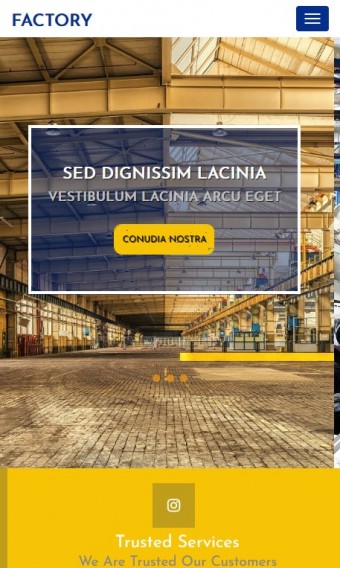 FACTORY
SED DIGNISSIM LACINIA
VESTIBULUM LACINIA ARCU EGET
CONUDIA NOSTRA
Trusted Services
We Are Trusted Our Customers